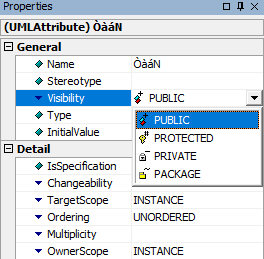 Properties
(UMLAttribute) ÒàáN
General
Name ÒàáN
Stereotype
Visibility PUBLIC
Type PUBLIC
InitialValue PROTECTED
Detail PRIVATE
IsSpecification PACKAGE
Changeability
TargetScope INSTANCE
Ordering UNORDERED
Multiplicity
OwnerScope INSTANCE